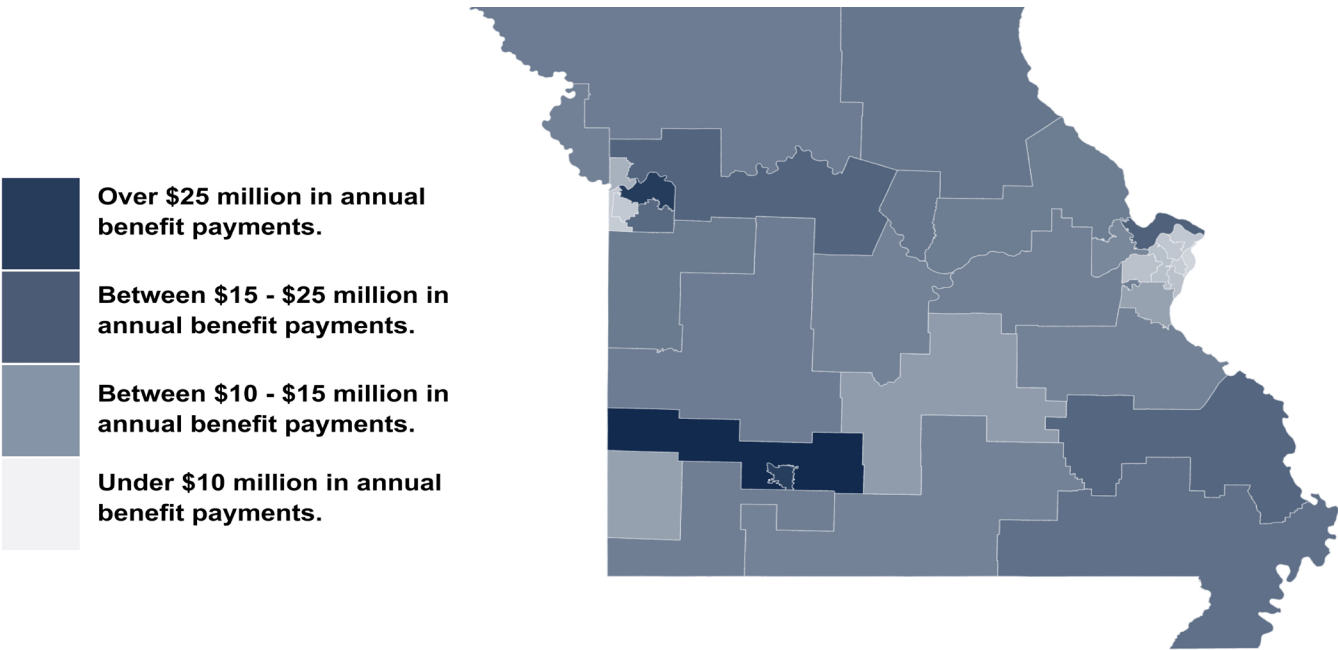 Over $25 million in annual
benefit payments.
Between $15 - $25 million in
annual benefit payments.
Between $10 - $15 million in
annual benefit payments.
Under $10 million in annual
benefit payments.